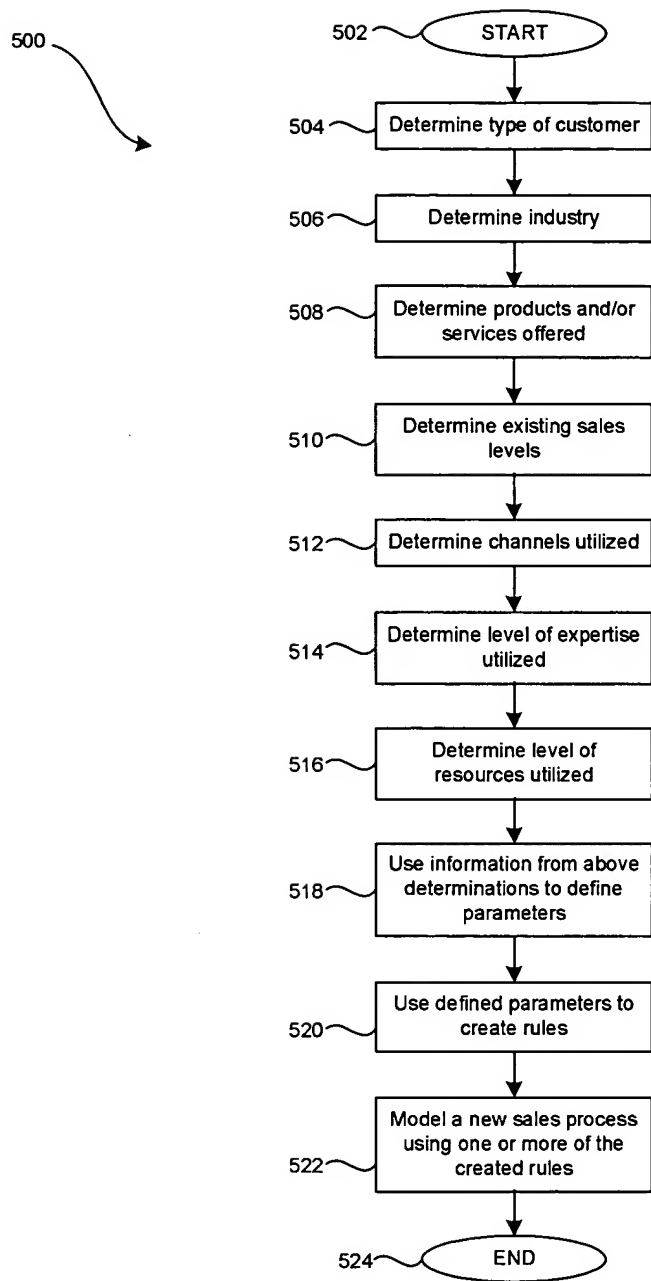 500
502
START
504
Determine type of customer
506
Determine industry
508
Determine products and/or
services offered
510
Determine existing sales
levels
512
Determine channels utilized
514
Determine level of expertise
utilized
516
Determine level of
resources utilized
518
Use information from above
determinations to define
parameters
520
Use defined parameters to
create rules
522
Model a new sales process
using one or more of the
created rules
524
END